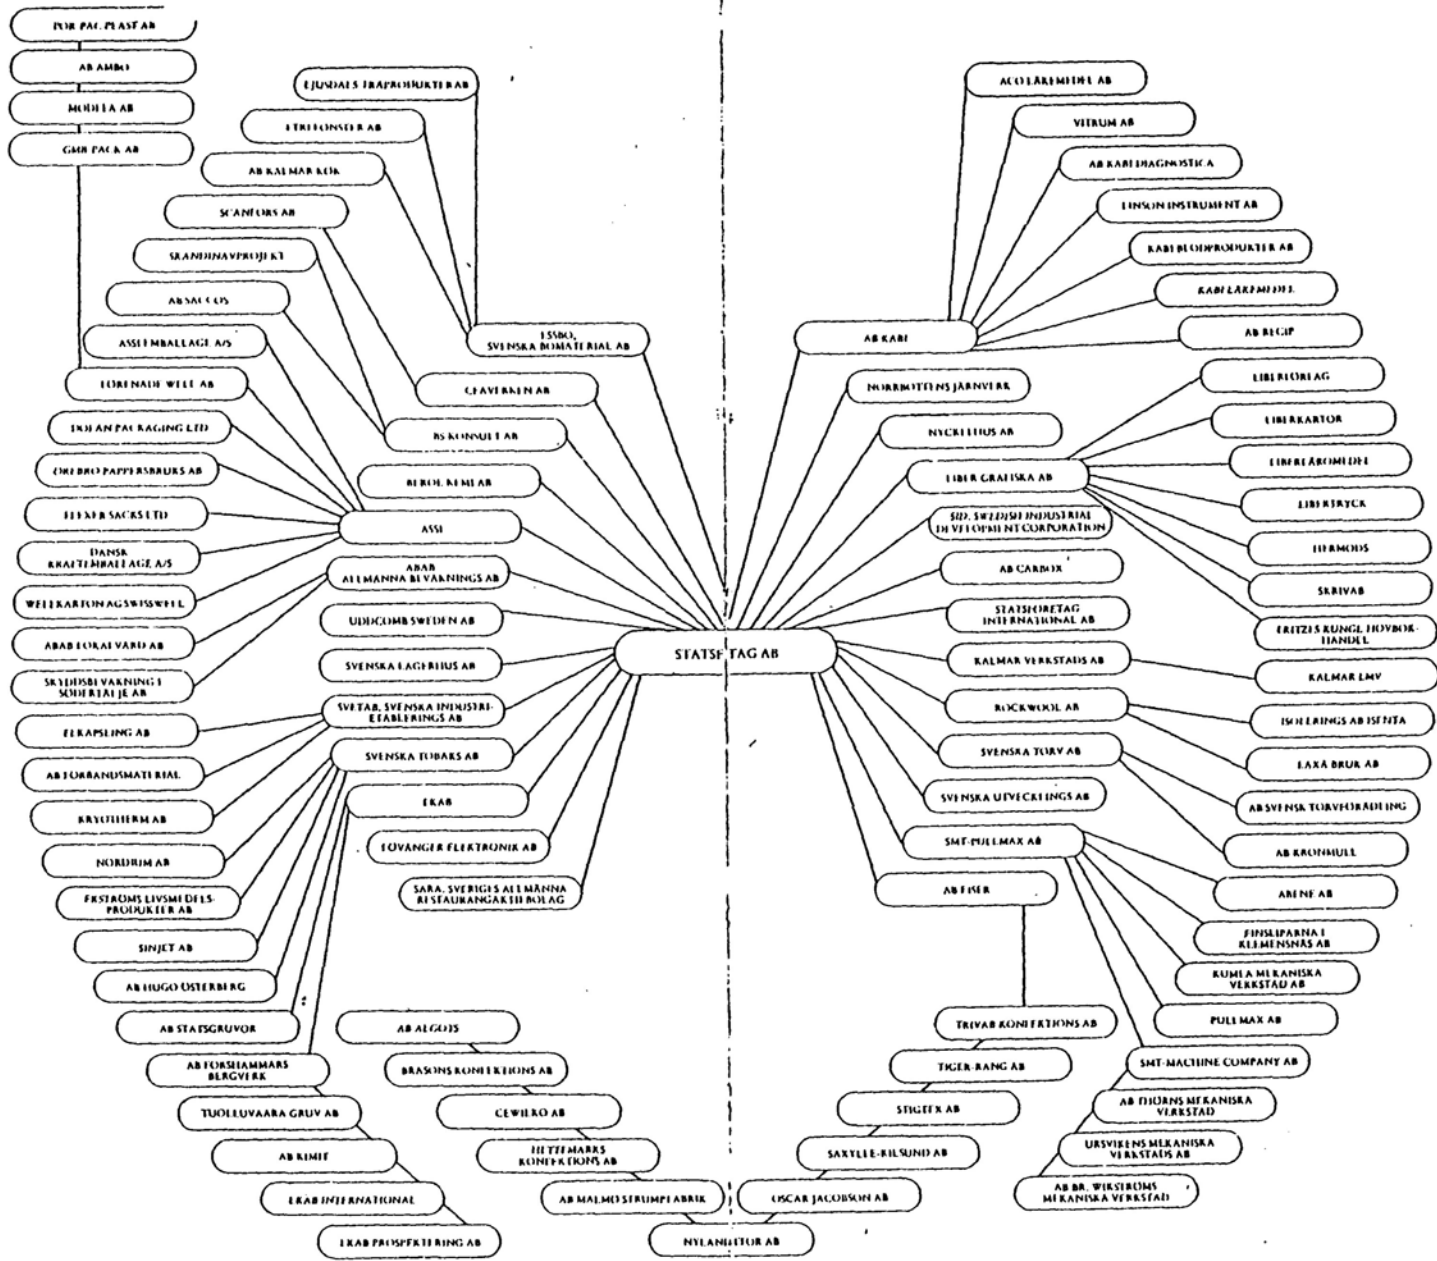 POR PAC PLAST AB
AB AMBO
MODULA AB
GMB PACK AB
LJUSDALS TRÄPRODUKTER AB
ETRI FÖNSTER AB
AB KALMAR KÖK
SCANFORS AB
SKANDINAVPROJEKT
AB SACCOS
ASSI EMBALLAGE A/S
LÖRENADE WELL AB
DOLAN PACKAGING LTD
ÖREBRO PAPPERSBRUKS AB
FLEXER SACKS LTD
DANSK
KRAFTEMBALLAGE A/S
WELLKARTON AG SWISSWELL
ABAB LOKALVÅRD AB
SKYDDSBEVAKNING I
SÖDERTÄLJE AB
ELKAPSLING AB
AB FÖRBANDSMATERIAL
KRYOTHERM AB
NORDRIM AB
EKSTRÖMS LIVSMEDELS-
PRODUKTER AB
SINJET AB
AB HUGO ÖSTERBERG
AB STATSGRUVOR
AB FORSHAMMARS
BERGVERK
TUOLLUVAARA GRUV AB
AB KIMIT
LKAB INTERNATIONAL
LKAB PROSPEKTERING AB
ESSBO,
SVENSKA BOMATERIAL AB
CEAVERKEN AB
BS KONSULT AB
BEROL KEMI AB
ASSI
ABAB
ALLMÄNNA BEVAKNINGS AB
UDDCOMB SWEDEN AB
SVENSKA LAGERHUS AB
SVETAB, SVENSKA INDUSTRI-
ETABLERINGS AB
SVENSKA TOBAKS AB
LKAB
LÖVÅNGER ELEKTRONIK AB
SARA, SVERIGES ALLMÄNNA
RESTAURANGAKTIEBOLAG
STATSF TAG AB
AB KABI
NORRBOTTENS JÄRNVERK
NYCKELHUS AB
LIBER GRAFISKA AB
SID, SWEDISH INDUSTRIAL
DEVELOPMENT CORPORATION
AB CARBOX
STATSFÖRETAG
INTERNATIONAL AB
KALMAR VERKSTADS AB
ROCKWOOL AB
SVENSKA TORV AB
SVENSKA UTVECKLINGS AB
SMT-PULLMAX AB
AB EISER
ACO LÄKEMEDEL AB
VITRUM AB
AB KABI DIAGNOSTICA
LINSON INSTRUMENT AB
KABI BLODPRODUKTER AB
KABI LÄKEMEDEL
AB RECIP
LIBERFÖRLAG
LIBERKARTOR
LIBERLÄROMEDEL
LIBERTRYCK
HERMODS
SKRIVAB
FRITZES KUNGL HOVBOK-
HANDEL
KALMAR LMV
ISOLERINGS AB ISENTA
LAXÅ BRUK AB
AB SVENSK TORVFÖRÄDLING
AB KRONMULL
ABENE AB
FINSLIPARNA I
KLEMENSNÄS AB
KUMLA MEKANISKA
VERKSTAD AB
PULLMAX AB
SMT-MACHINE COMPANY AB
AB THORNS MEKANISKA
VERKSTAD
URSVIKENS MEKANISKA
VERKSTADS AB
AB BR. WIKSTRÖMS
MEKANISKA VERKSTAD
TRIVAB KONFEKTIONS AB
TIGER-RANG AB
STIGTEX AB
SAXYLLE-KILSUND AB
OSCAR JACOBSON AB
AB ALGOTS
BRASONS KONFEKTIONS AB
CEWILKO AB
HETTEMARKS
KONFEKTIONS AB
AB MALMÖ STRUMPFABRIK